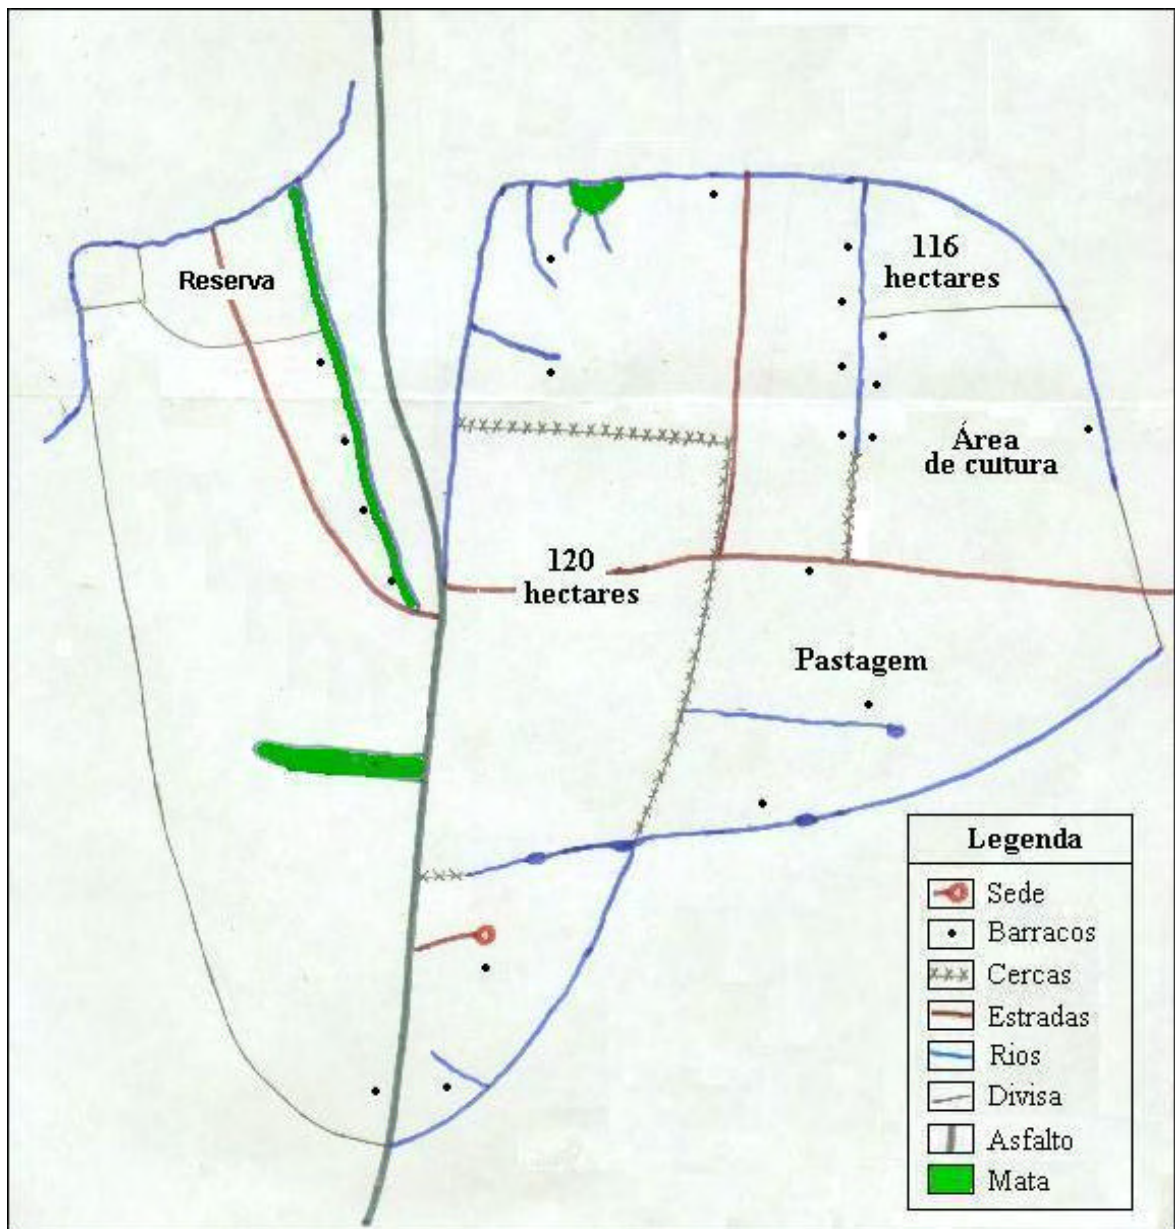 Reserva
116
hectares
Área
de cultura
120
hectares
Pastagem
Legenda
Sede
Barracos
Cercas
Estradas
Rios
Divisa
Asfalto
Mata